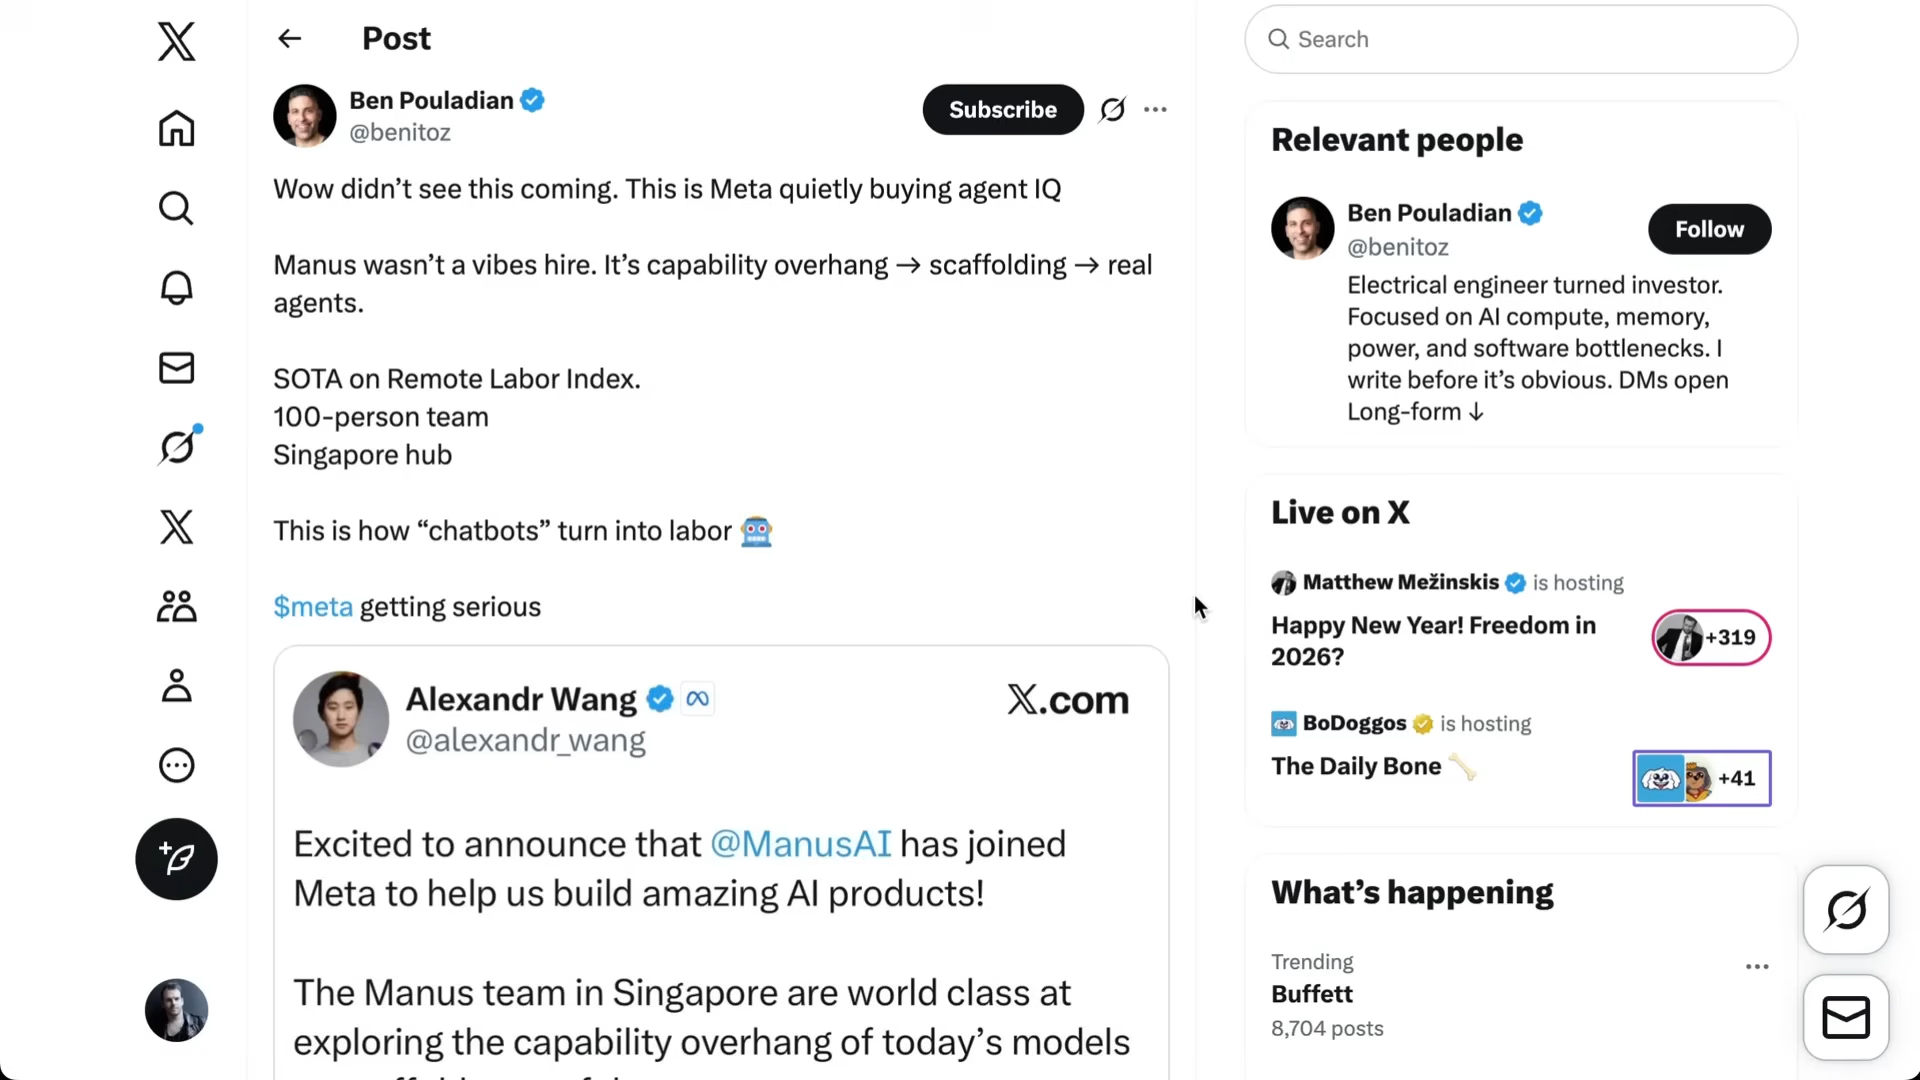 Post
Ben Pouladian
@benitoz
Subscribe
Wow didn’t see this coming. This is Meta quietly buying agent IQ
Manus wasn’t a vibes hire. It’s capability overhang → scaffolding → real
agents.
SOTA on Remote Labor Index.
100-person team
Singapore hub
This is how “chatbots” turn into labor 🤖
$meta getting serious
Alexandr Wang
@alexandr_wang
X.com
Excited to announce that @ManusAI has joined
Meta to help us build amazing AI products!
The Manus team in Singapore are world class at
exploring the capability overhang of today’s models
Search
Relevant people
Ben Pouladian
@benitoz
Follow
Electrical engineer turned investor.
Focused on AI compute, memory,
power, and software bottlenecks. I
write before it’s obvious. DMs open
Long-form ↓
Live on X
Matthew Mežinskis is hosting
Happy New Year! Freedom in
2026?
+319
BoDoggos is hosting
The Daily Bone 🦴
+41
What’s happening
Trending
Buffett
8,704 posts